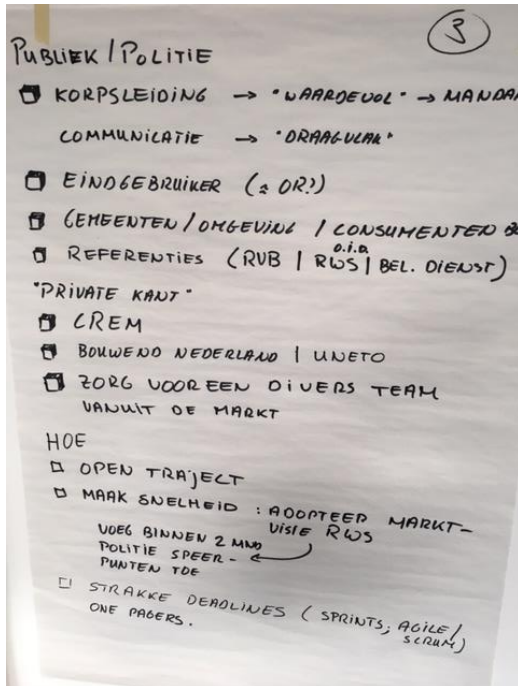 3
PUBLIEK / POLITIE
KORPSLEIDING → "WAARDEVOL" → MANDA
COMMUNICATIE → "DRAAGVLAK"
EINDGEBRUIKER (± OR?)
GEMEENTEN / OMGEVING / CONSUMENTEN
REFERENTIES (RVB | RWS | BEL. DIENST)
o.i.d.
"PRIVATE KANT"
CREM
BOUWEND NEDERLAND | UNETO
ZORG VOOR EEN DIVERS TEAM
VANUIT DE MARKT
HOE
OPEN TRAJECT
MAAK SNELHEID : ADOPTEER MARKT-
VISIE RWS
VOEG BINNEN 2 MND
POLITIE SPEER-
PUNTEN TOE
STRAKKE DEADLINES (SPRINTS; AGILE /
SCRUM)
ONE PAGERS.